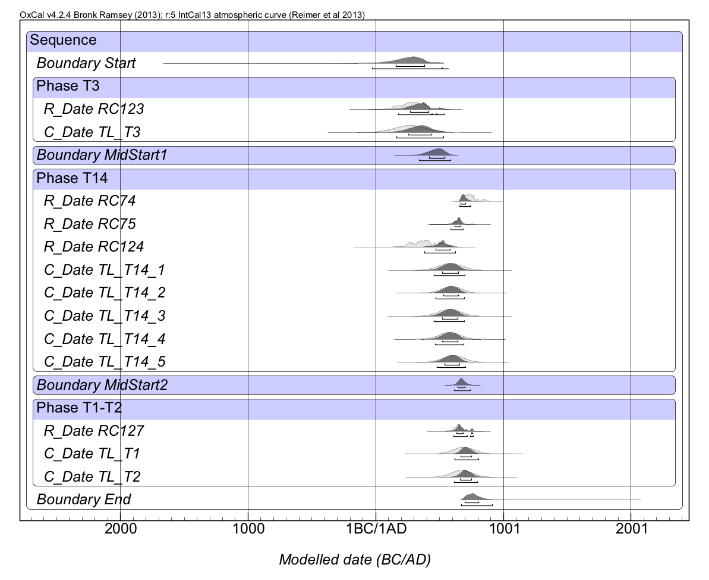 OxCal v4.2.4 Bronk Ramsey (2013); r:5 IntCal13 atmospheric curve (Reimer et al 2013)
Sequence
Boundary Start
Phase T3
R_Date RC123
C_Date TL_T3
Boundary MidStart1
Phase T14
R_Date RC74
R_Date RC75
R_Date RC124
C_Date TL_T14_1
C_Date TL_T14_2
C_Date TL_T14_3
C_Date TL_T14_4
C_Date TL_T14_5
Boundary MidStart2
Phase T1-T2
R_Date RC127
C_Date TL_T1
C_Date TL_T2
Boundary End
2000 1000 1BC/1AD 1001 2001
Modelled date (BC/AD)